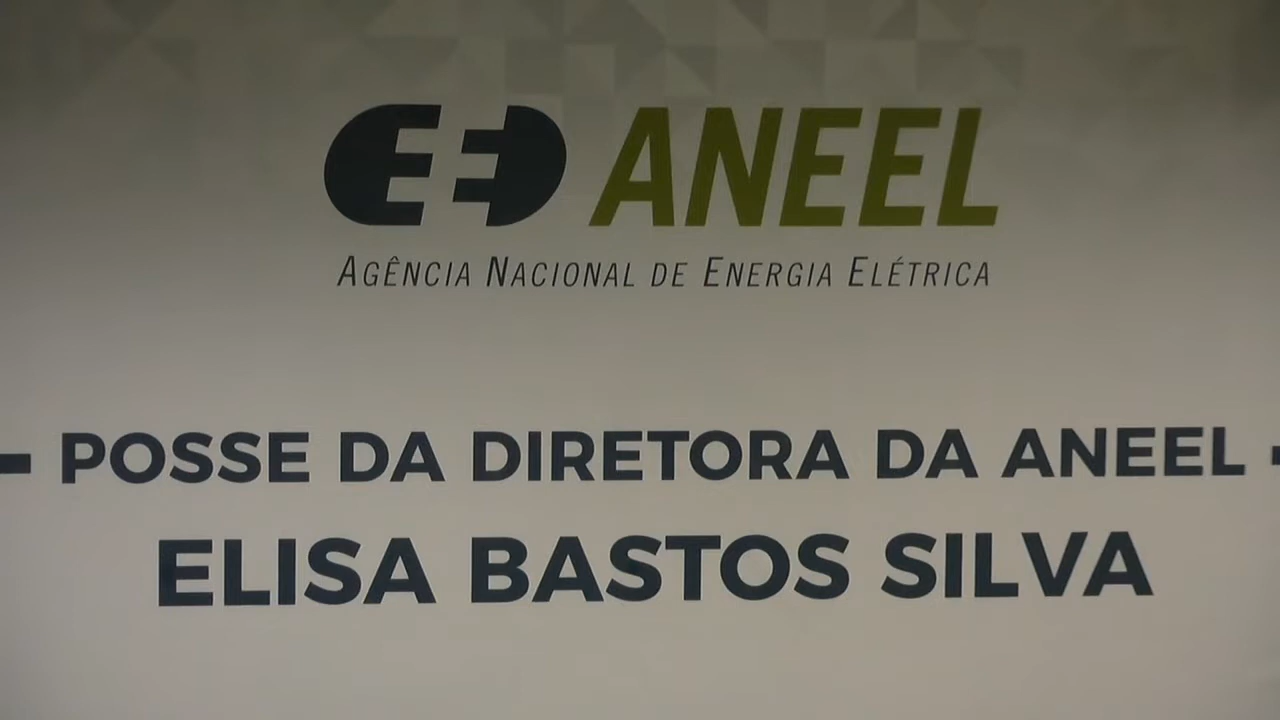 ANEEL
AGÊNCIA NACIONAL DE ENERGIA ELÉTRICA
POSSE DA DIRETORA DA ANEEL
ELISA BASTOS SILVA